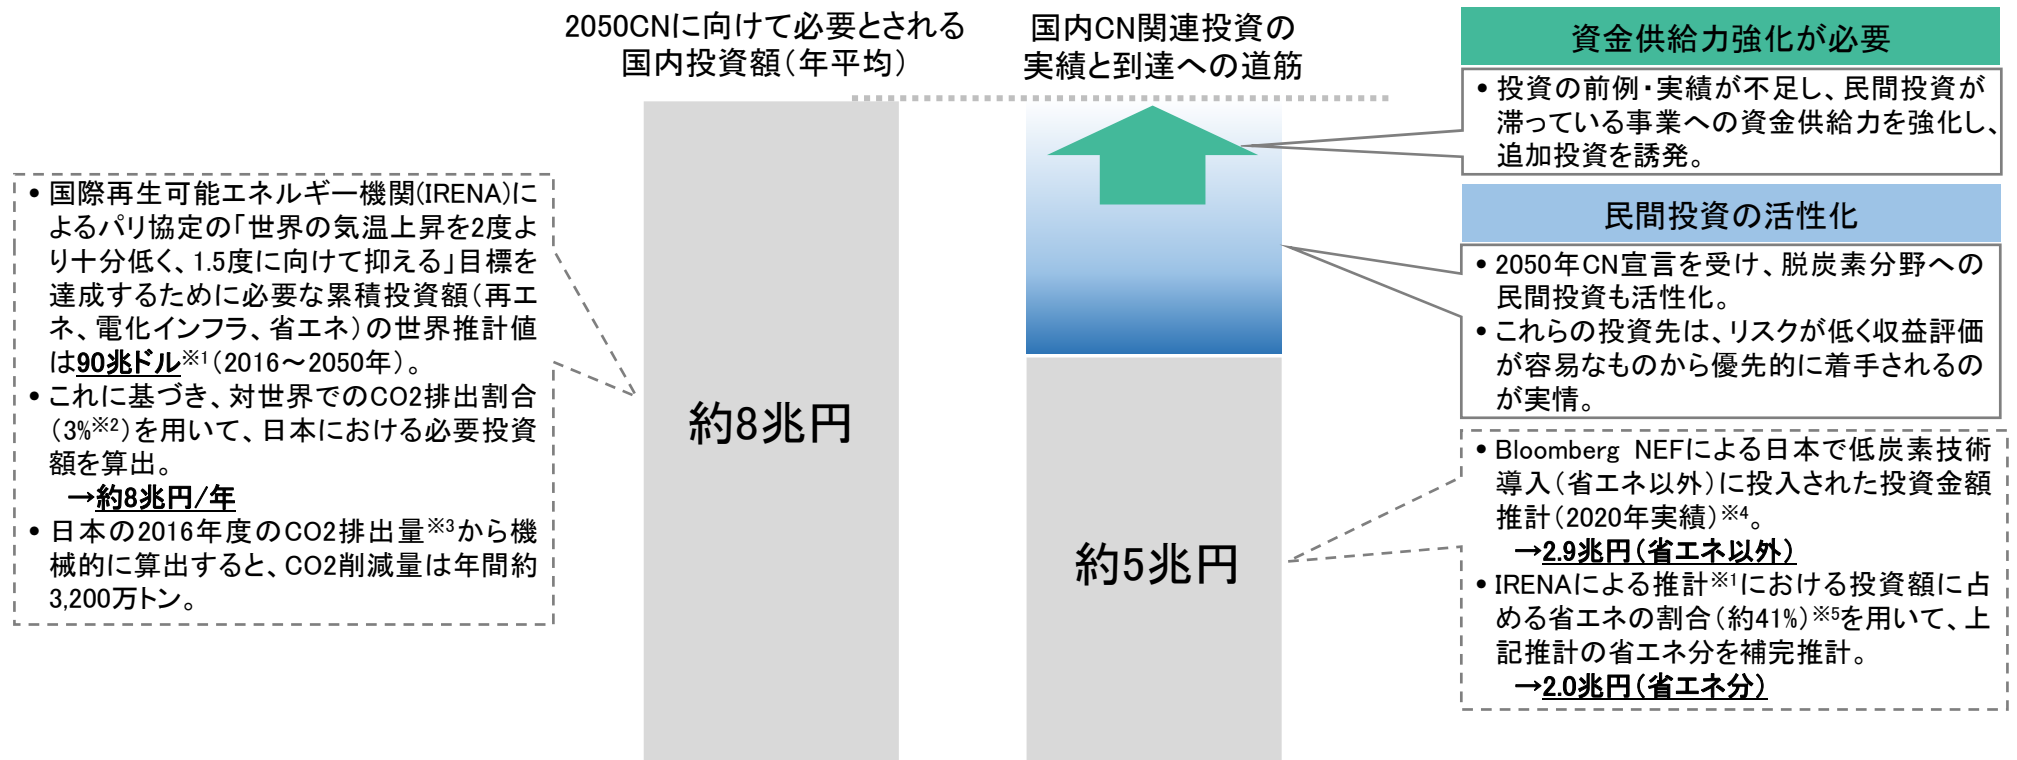 2050CNに向けて必要とされる
国内投資額(年平均)
国内CN関連投資の
実績と到達への道筋
• 国際再生可能エネルギー機関(IRENA)に
よるパリ協定の「世界の気温上昇を2度よ
り十分低く、1.5度に向けて抑える」目標を
達成するために必要な累積投資額(再エ
ネ、電化インフラ、省エネ)の世界推計値
は90兆ドル※1(2016～2050年)。
• これに基づき、対世界でのCO2排出割合
(3%※2)を用いて、日本における必要投資
額を算出。
→約8兆円/年
• 日本の2016年度のCO2排出量※3から機
械的に算出すると、CO2削減量は年間約
3,200万トン。
約8兆円
約5兆円
資金供給力強化が必要
• 投資の前例・実績が不足し、民間投資が
滞っている事業への資金供給力を強化し、
追加投資を誘発。
民間投資の活性化
• 2050年CN宣言を受け、脱炭素分野への
民間投資も活性化。
• これらの投資先は、リスクが低く収益評価
が容易なものから優先的に着手されるの
が実情。
• Bloomberg NEFによる日本で低炭素技術
導入(省エネ以外)に投入された投資金額
推計(2020年実績)※4。
→2.9兆円(省エネ以外)
• IRENAによる推計※1における投資額に占
める省エネの割合(約41%)※5を用いて、上
記推計の省エネ分を補完推計。
→2.0兆円(省エネ分)